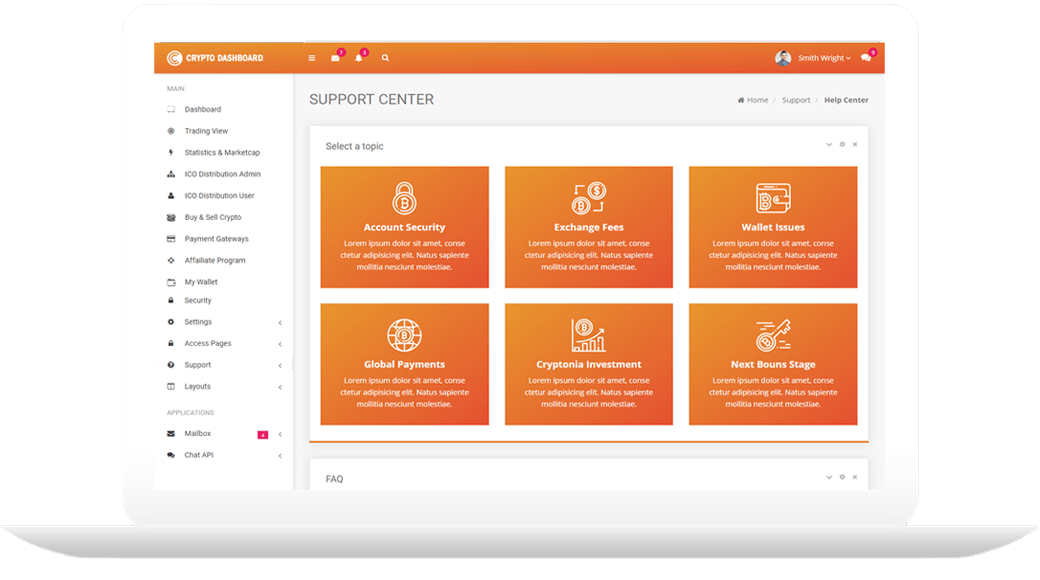 CRYPTO DASHBOARD
7
3
Smith Wright
9
MAIN
Dashboard
Trading View
Statistics & Marketcap
ICO Distribution Admin
ICO Distribution User
Buy & Sell Crypto
Payment Gateways
Affailiate Program
My Wallet
Security
Settings
Access Pages
Support
Layouts
APPLICATIONS
Mailbox
4
Chat API
SUPPORT CENTER
Home / Support / Help Center
Select a topic
Account Security
Lorem ipsum dolor sit amet, conse
ctetur adipisicing elit. Natus sapiente
mollitia nesciunt molestiae.
Exchange Fees
Lorem ipsum dolor sit amet, conse
ctetur adipisicing elit. Natus sapiente
mollitia nesciunt molestiae.
Wallet Issues
Lorem ipsum dolor sit amet, conse
ctetur adipisicing elit. Natus sapiente
mollitia nesciunt molestiae.
Global Payments
Lorem ipsum dolor sit amet, conse
ctetur adipisicing elit. Natus sapiente
mollitia nesciunt molestiae.
Cryptonia Investment
Lorem ipsum dolor sit amet, conse
ctetur adipisicing elit. Natus sapiente
mollitia nesciunt molestiae.
Next Bouns Stage
Lorem ipsum dolor sit amet, conse
ctetur adipisicing elit. Natus sapiente
mollitia nesciunt molestiae.
FAQ